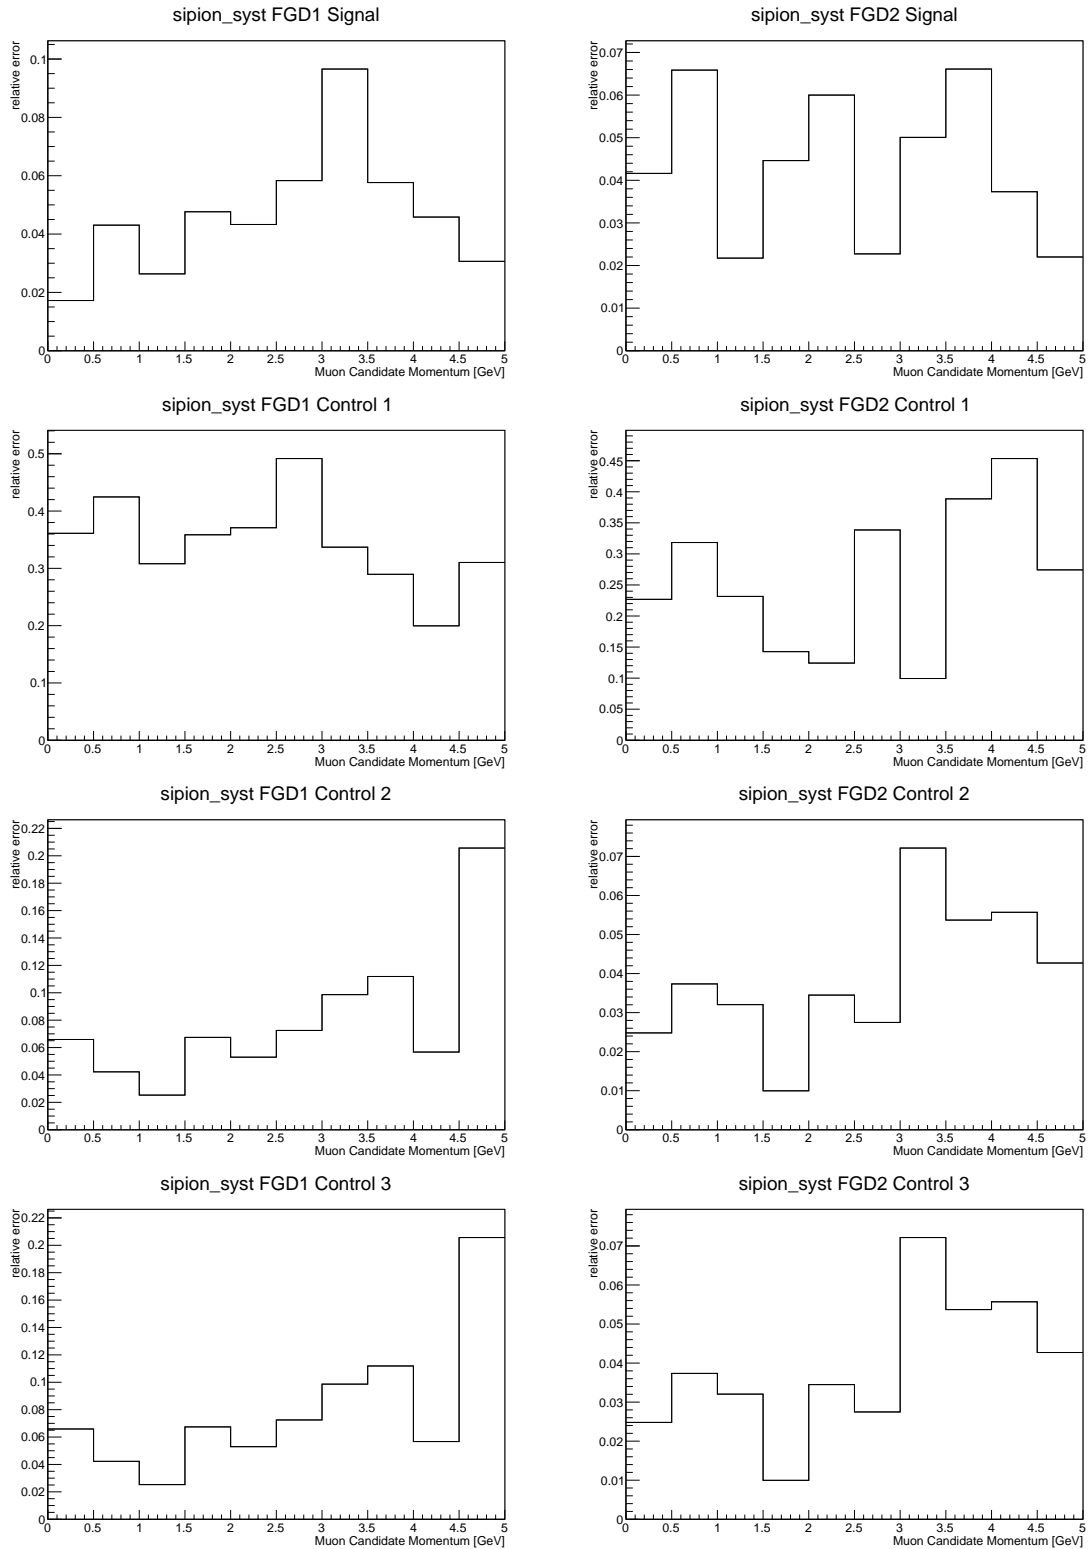 sipion_syst FGD1 Signal
relative error
0.1
0.08
0.06
0.04
0.02
0
0 0.5 1 1.5 2 2.5 3 3.5 4 4.5 5
Muon Candidate Momentum [GeV]
sipion_syst FGD2 Signal
relative error
0.07
0.06
0.05
0.04
0.03
0.02
0.01
0
0 0.5 1 1.5 2 2.5 3 3.5 4 4.5 5
Muon Candidate Momentum [GeV]
sipion_syst FGD1 Control 1
relative error
0.5
0.4
0.3
0.2
0.1
0
0 0.5 1 1.5 2 2.5 3 3.5 4 4.5 5
Muon Candidate Momentum [GeV]
sipion_syst FGD2 Control 1
relative error
0.45
0.4
0.35
0.3
0.25
0.2
0.15
0.1
0.05
0
0 0.5 1 1.5 2 2.5 3 3.5 4 4.5 5
Muon Candidate Momentum [GeV]
sipion_syst FGD1 Control 2
relative error
0.22
0.2
0.18
0.16
0.14
0.12
0.1
0.08
0.06
0.04
0.02
0
0 0.5 1 1.5 2 2.5 3 3.5 4 4.5 5
Muon Candidate Momentum [GeV]
sipion_syst FGD2 Control 2
relative error
0.07
0.06
0.05
0.04
0.03
0.02
0.01
0
0 0.5 1 1.5 2 2.5 3 3.5 4 4.5 5
Muon Candidate Momentum [GeV]
sipion_syst FGD1 Control 3
relative error
0.22
0.2
0.18
0.16
0.14
0.12
0.1
0.08
0.06
0.04
0.02
0
0 0.5 1 1.5 2 2.5 3 3.5 4 4.5 5
Muon Candidate Momentum [GeV]
sipion_syst FGD2 Control 3
relative error
0.07
0.06
0.05
0.04
0.03
0.02
0.01
0
0 0.5 1 1.5 2 2.5 3 3.5 4 4.5 5
Muon Candidate Momentum [GeV]